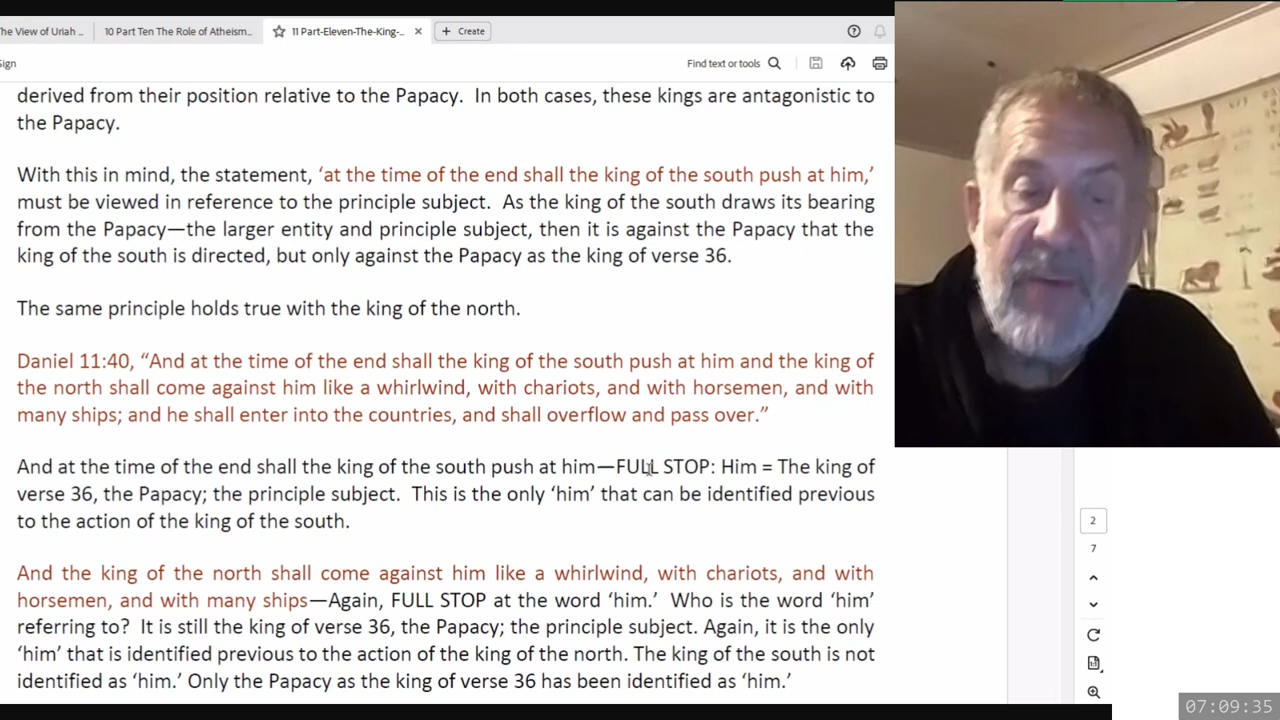 The View of Uriah ...
10 Part Ten The Role of Atheism...
11 Part-Eleven-The-King-...
Create
Sign
Find text or tools
derived from their position relative to the Papacy. In both cases, these kings are antagonistic to
the Papacy.
With this in mind, the statement, ‘at the time of the end shall the king of the south push at him,’
must be viewed in reference to the principle subject. As the king of the south draws its bearing
from the Papacy—the larger entity and principle subject, then it is against the Papacy that the
king of the south is directed, but only against the Papacy as the king of verse 36.
The same principle holds true with the king of the north.
Daniel 11:40, “And at the time of the end shall the king of the south push at him and the king of
the north shall come against him like a whirlwind, with chariots, and with horsemen, and with
many ships; and he shall enter into the countries, and shall overflow and pass over.”
And at the time of the end shall the king of the south push at him—FULL STOP: Him = The king of
verse 36, the Papacy; the principle subject. This is the only ‘him’ that can be identified previous
to the action of the king of the south.
And the king of the north shall come against him like a whirlwind, with chariots, and with
horsemen, and with many ships—Again, FULL STOP at the word ‘him.’ Who is the word ‘him’
referring to? It is still the king of verse 36, the Papacy; the principle subject. Again, it is the only
‘him’ that is identified previous to the action of the king of the north. The king of the south is not
identified as ‘him.’ Only the Papacy as the king of verse 36 has been identified as ‘him.’
2
7
07:09:35